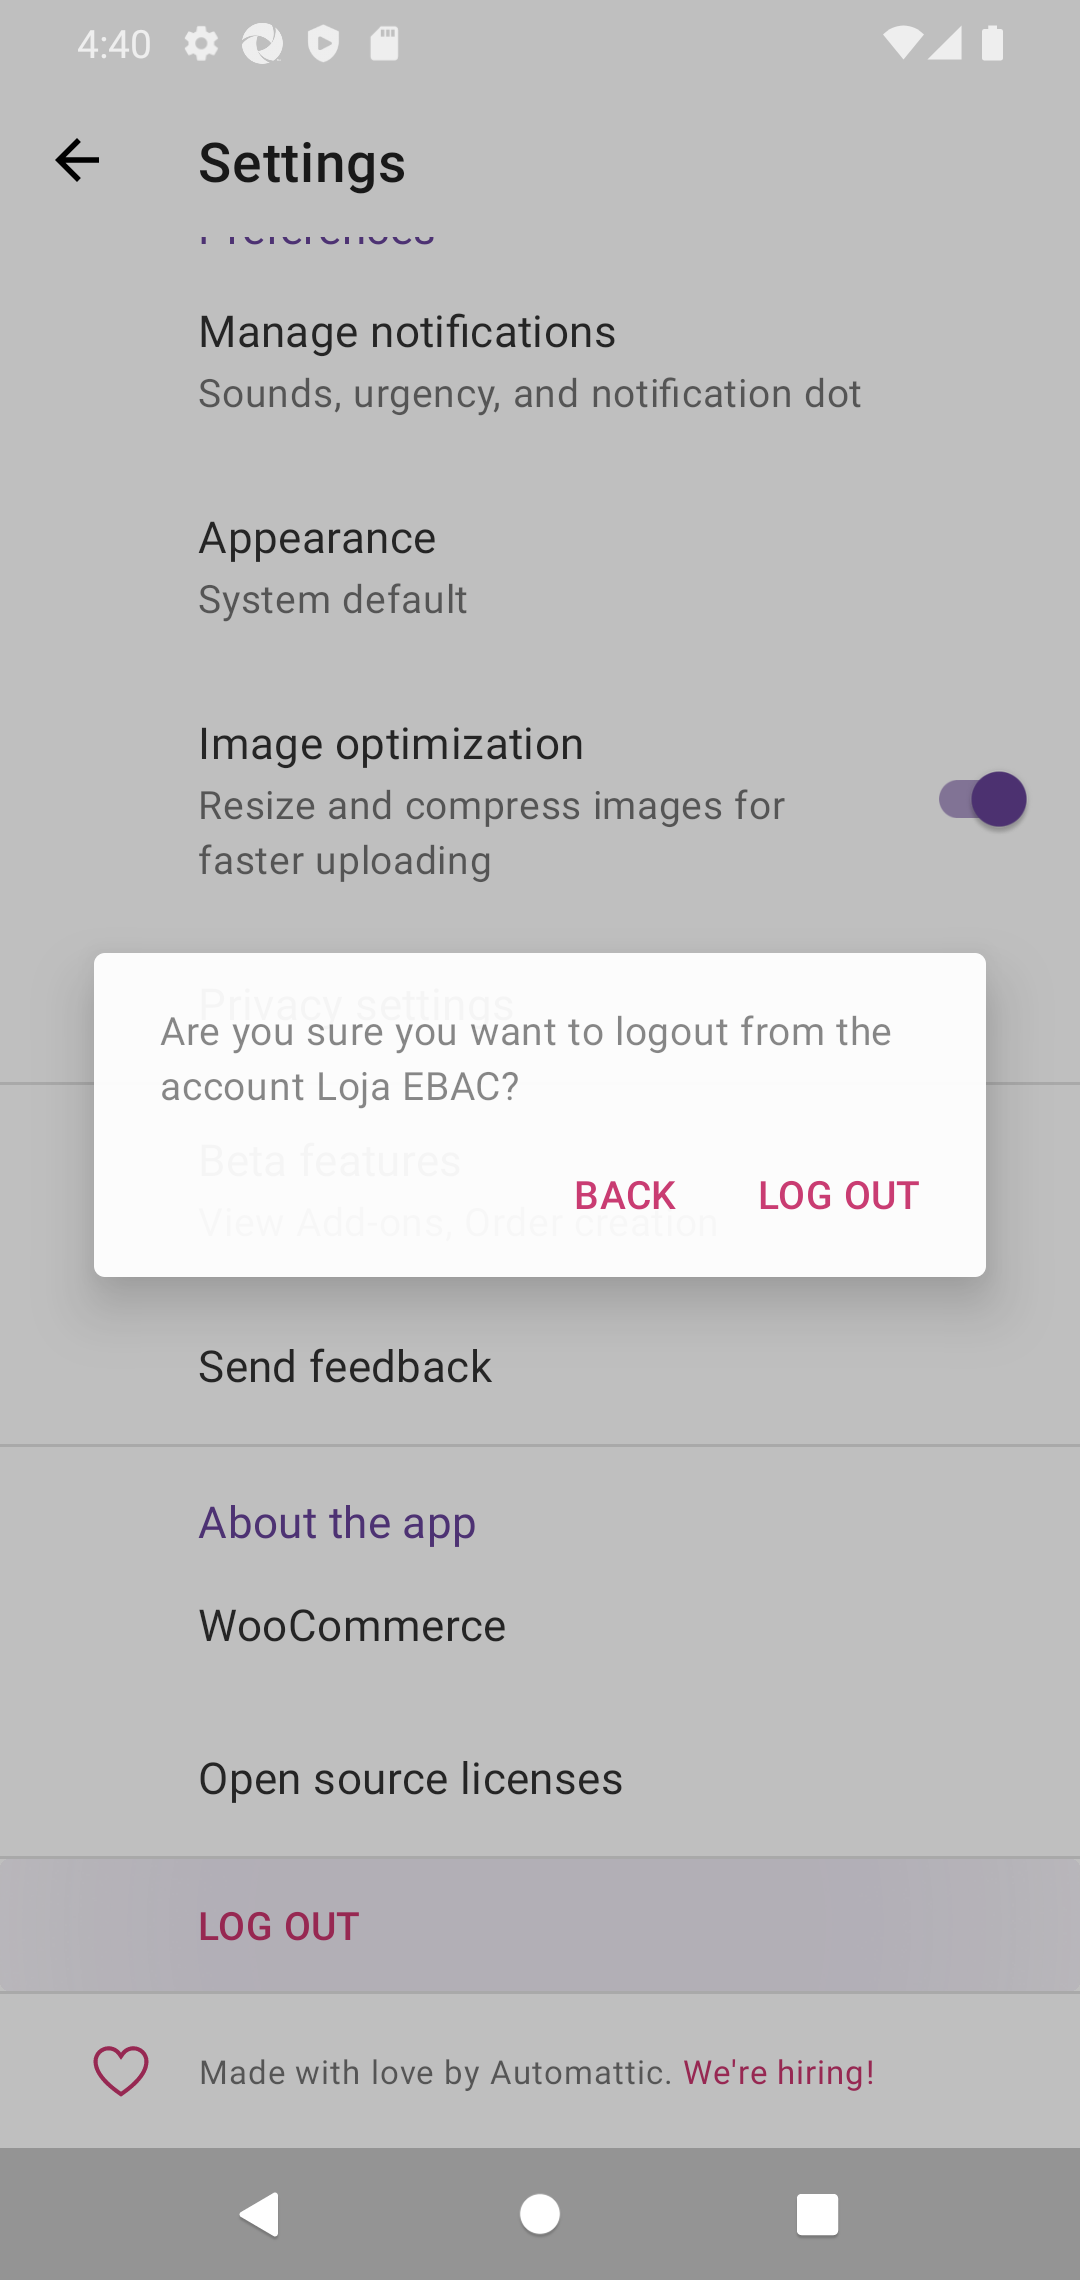 4:40
Settings
Preferences
Manage notifications
Sounds, urgency, and notification dot
Appearance
System default
Image optimization
Resize and compress images for
faster uploading
Privacy settings
Are you sure you want to logout from the
account Loja EBAC?
Beta features
BACK LOG OUT
View Add-ons, Order creation
Send feedback
About the app
WooCommerce
Open source licenses
LOG OUT
Made with love by Automattic. We're hiring!